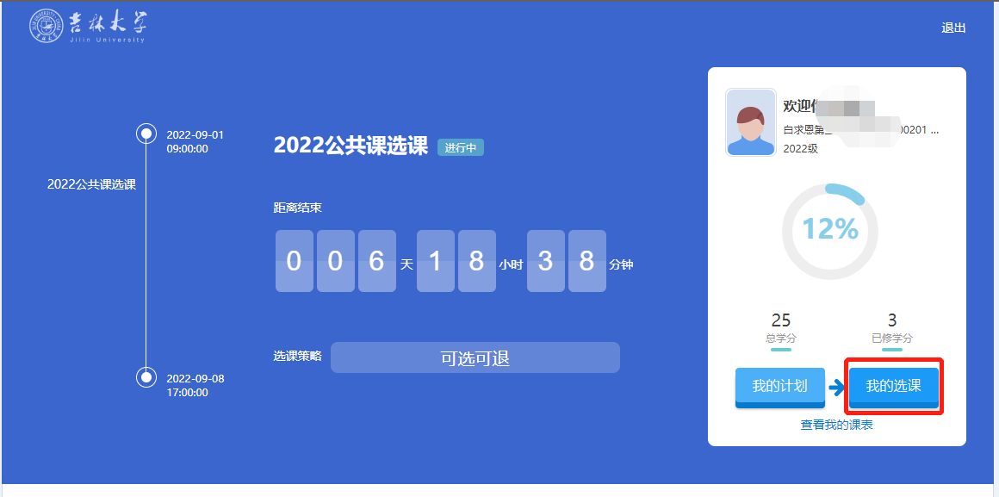 吉林大学
Jilin University
退出
2022-09-01
09:00:00
2022公共课选课
2022-09-08
17:00:00
2022公共课选课 进行中
距离结束
0 0 6 天 1 8 小时 3 8 分钟
选课策略 可选可退
欢迎
白求恩第 00201 ...
2022级
12%
25 3
总学分 已修学分
我的计划 我的选课
查看我的课表